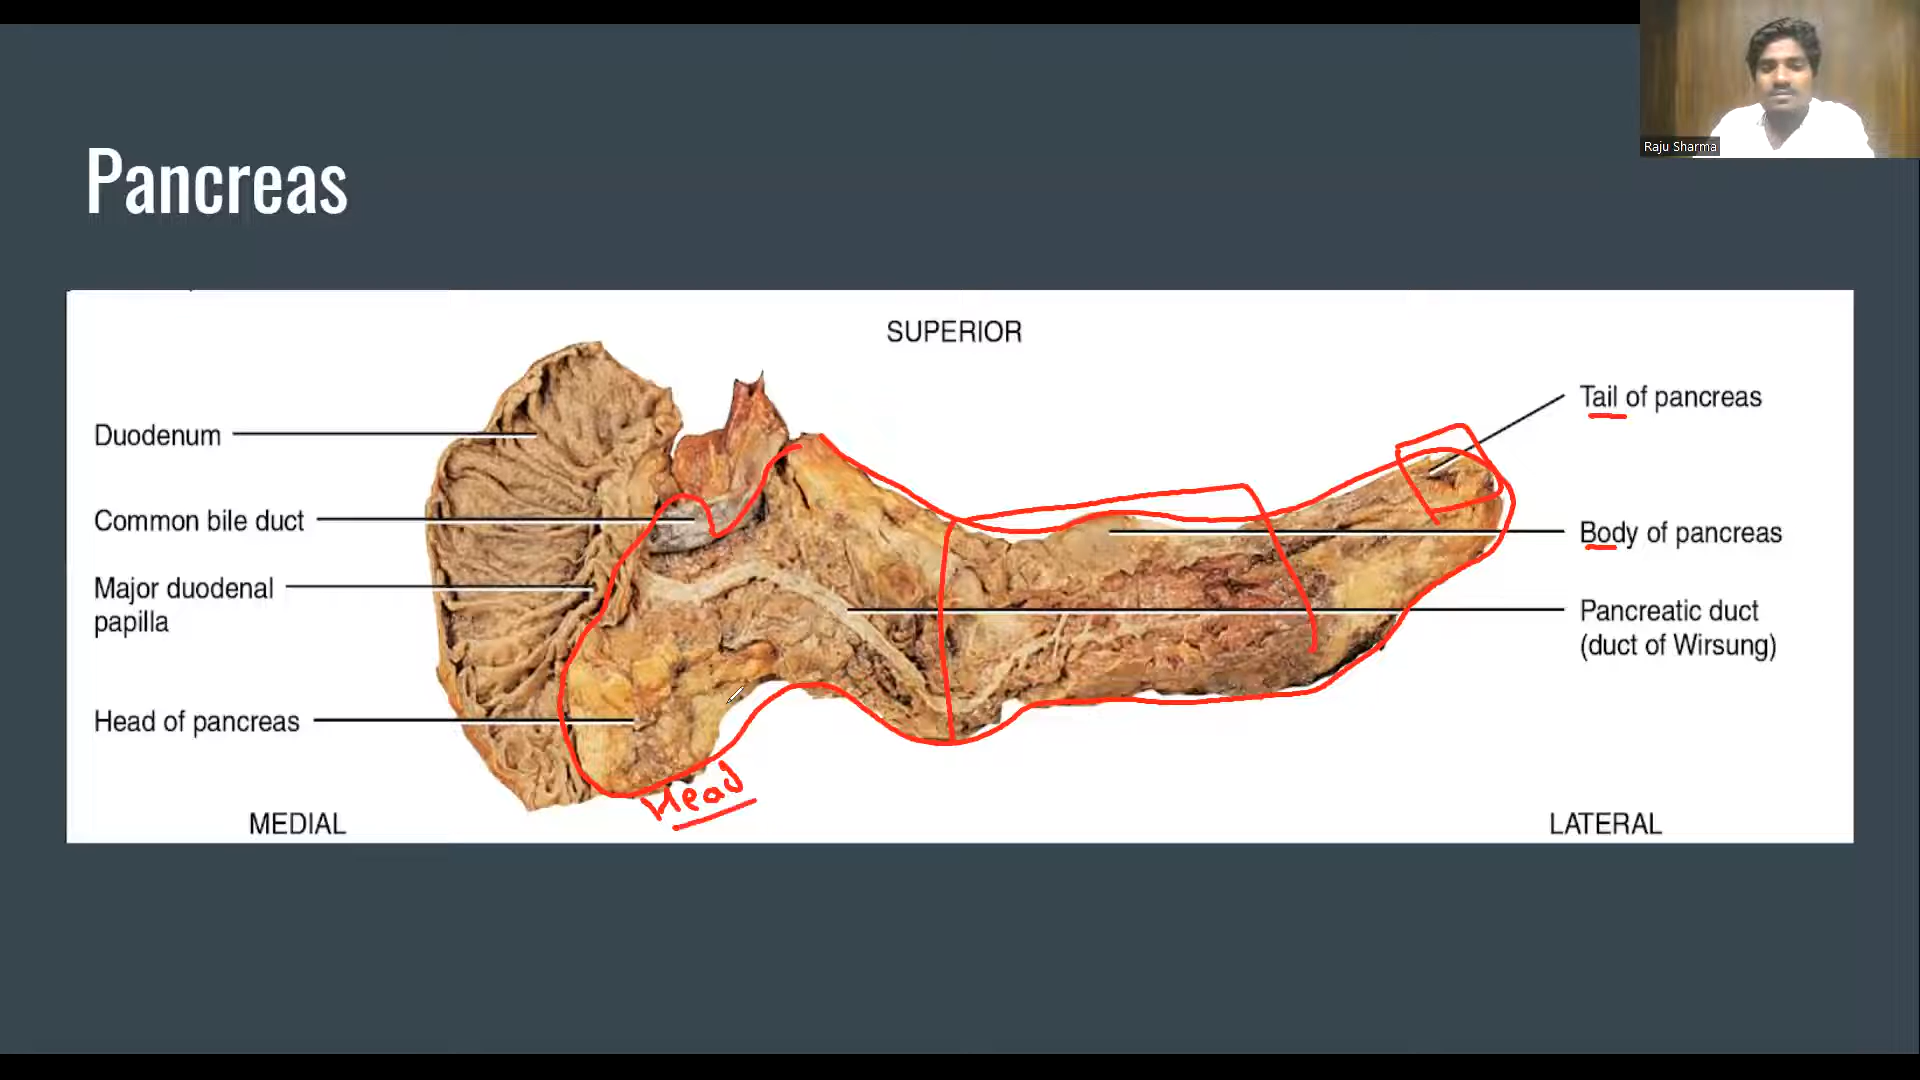 Raju Sharma
Pancreas
SUPERIOR
Duodenum
Common bile duct
Major duodenal
papilla
Head of pancreas
Tail of pancreas
Body of pancreas
Pancreatic duct
(duct of Wirsung)
Head
MEDIAL
LATERAL